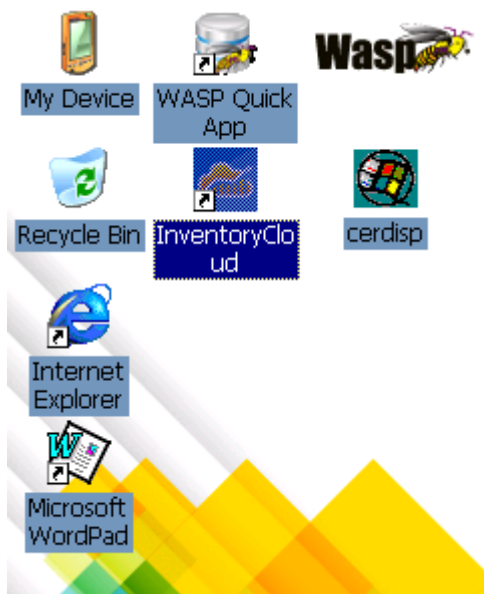 Wasp
My Device
WASP Quick
App
Recycle Bin
InventoryClo
ud
cerdisp
Internet
Explorer
W
Microsoft
WordPad